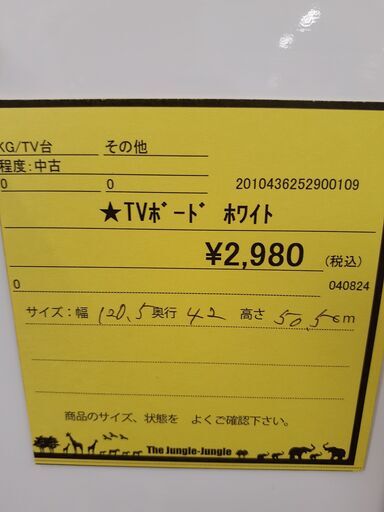 KG/TV台 その他
程度:中古
0 0 2010436252900109
★TVﾎﾞｰﾄﾞ ﾎﾜｲﾄ
¥2,980 (税込)
0 040824
サイズ:幅 120.5 奥行 42 高さ 50.5cm
商品のサイズ、状態を よくご確認下さい。
The Jungle-Jungle